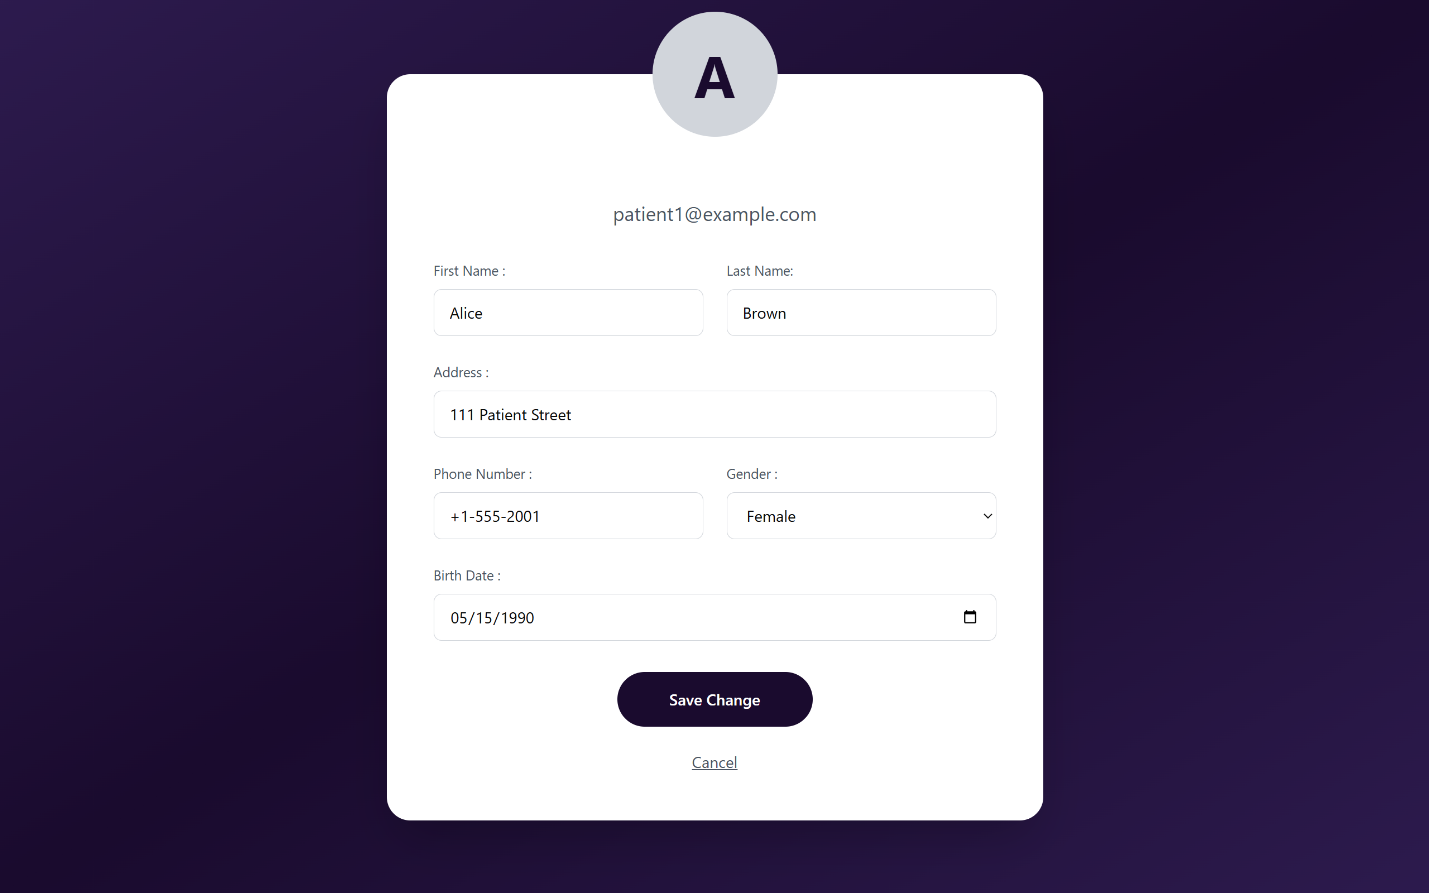 A
patient1@example.com
First Name : Last Name:
Alice Brown
Address :
111 Patient Street
Phone Number : Gender :
+1-555-2001 Female
Birth Date :
05/15/1990
Save Change
Cancel